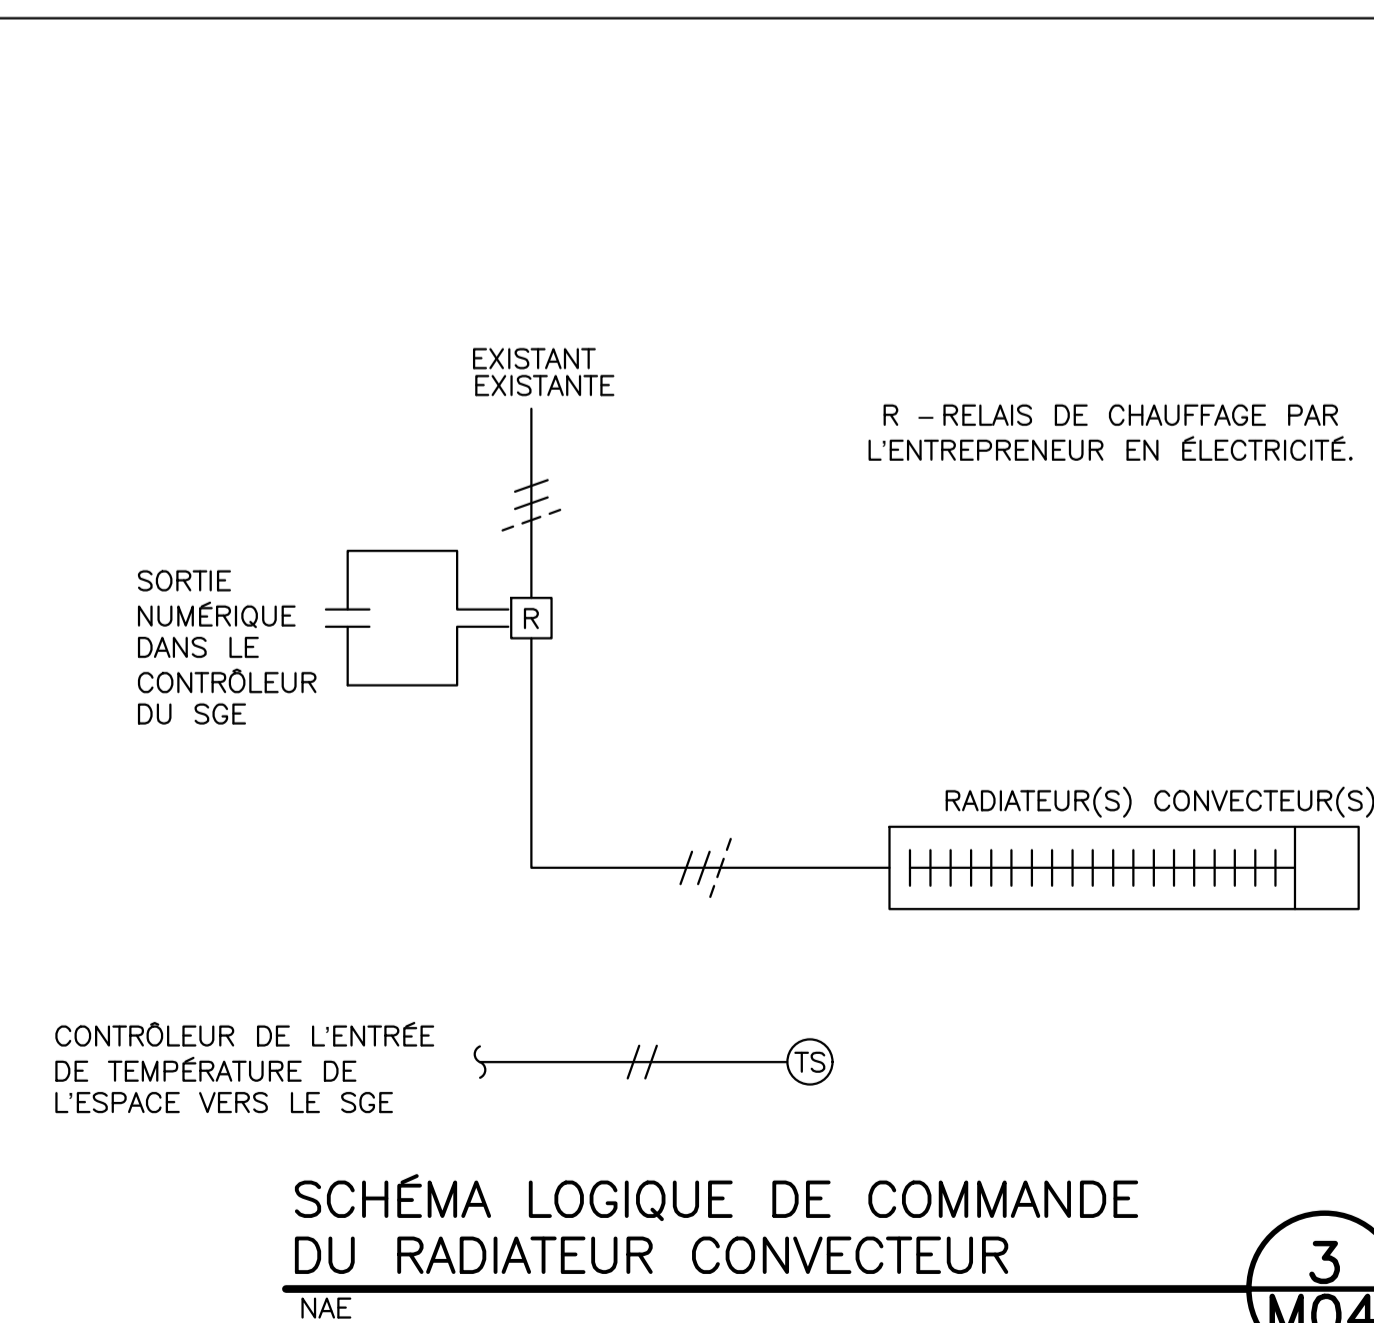 EXISTANT
EXISTANTE
R – RELAIS DE CHAUFFAGE PAR
L'ENTREPRENEUR EN ÉLECTRICITÉ.
SORTIE
NUMÉRIQUE
DANS LE
CONTRÔLEUR
DU SGE
R
RADIATEUR(S) CONVECTEUR(S)
CONTRÔLEUR DE L'ENTRÉE
DE TEMPÉRATURE DE
L'ESPACE VERS LE SGE
TS
SCHÉMA LOGIQUE DE COMMANDE
DU RADIATEUR CONVECTEUR
NAE
3
M04